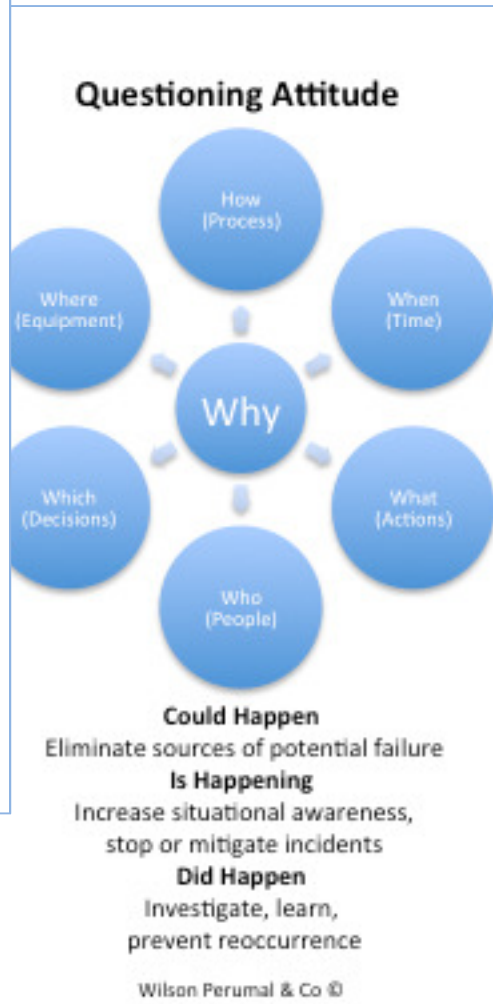 Questioning Attitude
How
(Process)
Where
(Equipment)
When
(Time)
Why
Which
(Decisions)
What
(Actions)
Who
(People)
Could Happen
Eliminate sources of potential failure
Is Happening
Increase situational awareness,
stop or mitigate incidents
Did Happen
Investigate, learn,
prevent reoccurrence
Wilson Perumal & Co ©